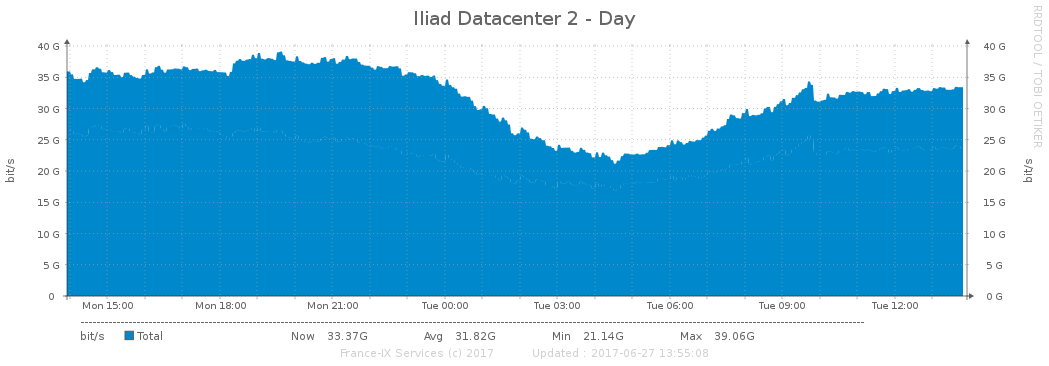 Iliad Datacenter 2 - Day
RRDTOOL / TOBI OETIKER
bit/s
40 G
35 G
30 G
25 G
20 G
15 G
10 G
5 G
0
40 G
35 G
30 G
25 G
20 G
15 G
10 G
5 G
0 G
bit/s
Mon 15:00 Mon 18:00 Mon 21:00 Tue 00:00 Tue 03:00 Tue 06:00 Tue 09:00 Tue 12:00
bit/s Total Now 33.37G Avg 31.82G Min 21.14G Max 39.06G
France-IX Services (c) 2017 Updated : 2017-06-27 13:55:08